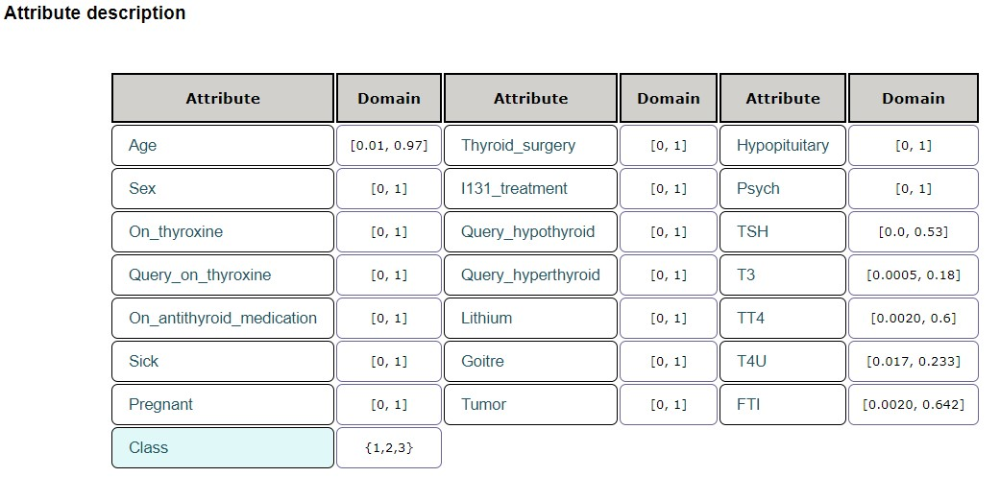 Attribute description
Attribute Domain Attribute Domain Attribute Domain
Age [0.01, 0.97] Thyroid_surgery [0, 1] Hypopituitary [0, 1]
Sex [0, 1] I131_treatment [0, 1] Psych [0, 1]
On_thyroxine [0, 1] Query_hypothyroid [0, 1] TSH [0.0, 0.53]
Query_on_thyroxine [0, 1] Query_hyperthyroid [0, 1] T3 [0.0005, 0.18]
On_antithyroid_medication [0, 1] Lithium [0, 1] TT4 [0.0020, 0.6]
Sick [0, 1] Goitre [0, 1] T4U [0.017, 0.233]
Pregnant [0, 1] Tumor [0, 1] FTI [0.0020, 0.642]
Class {1,2,3}